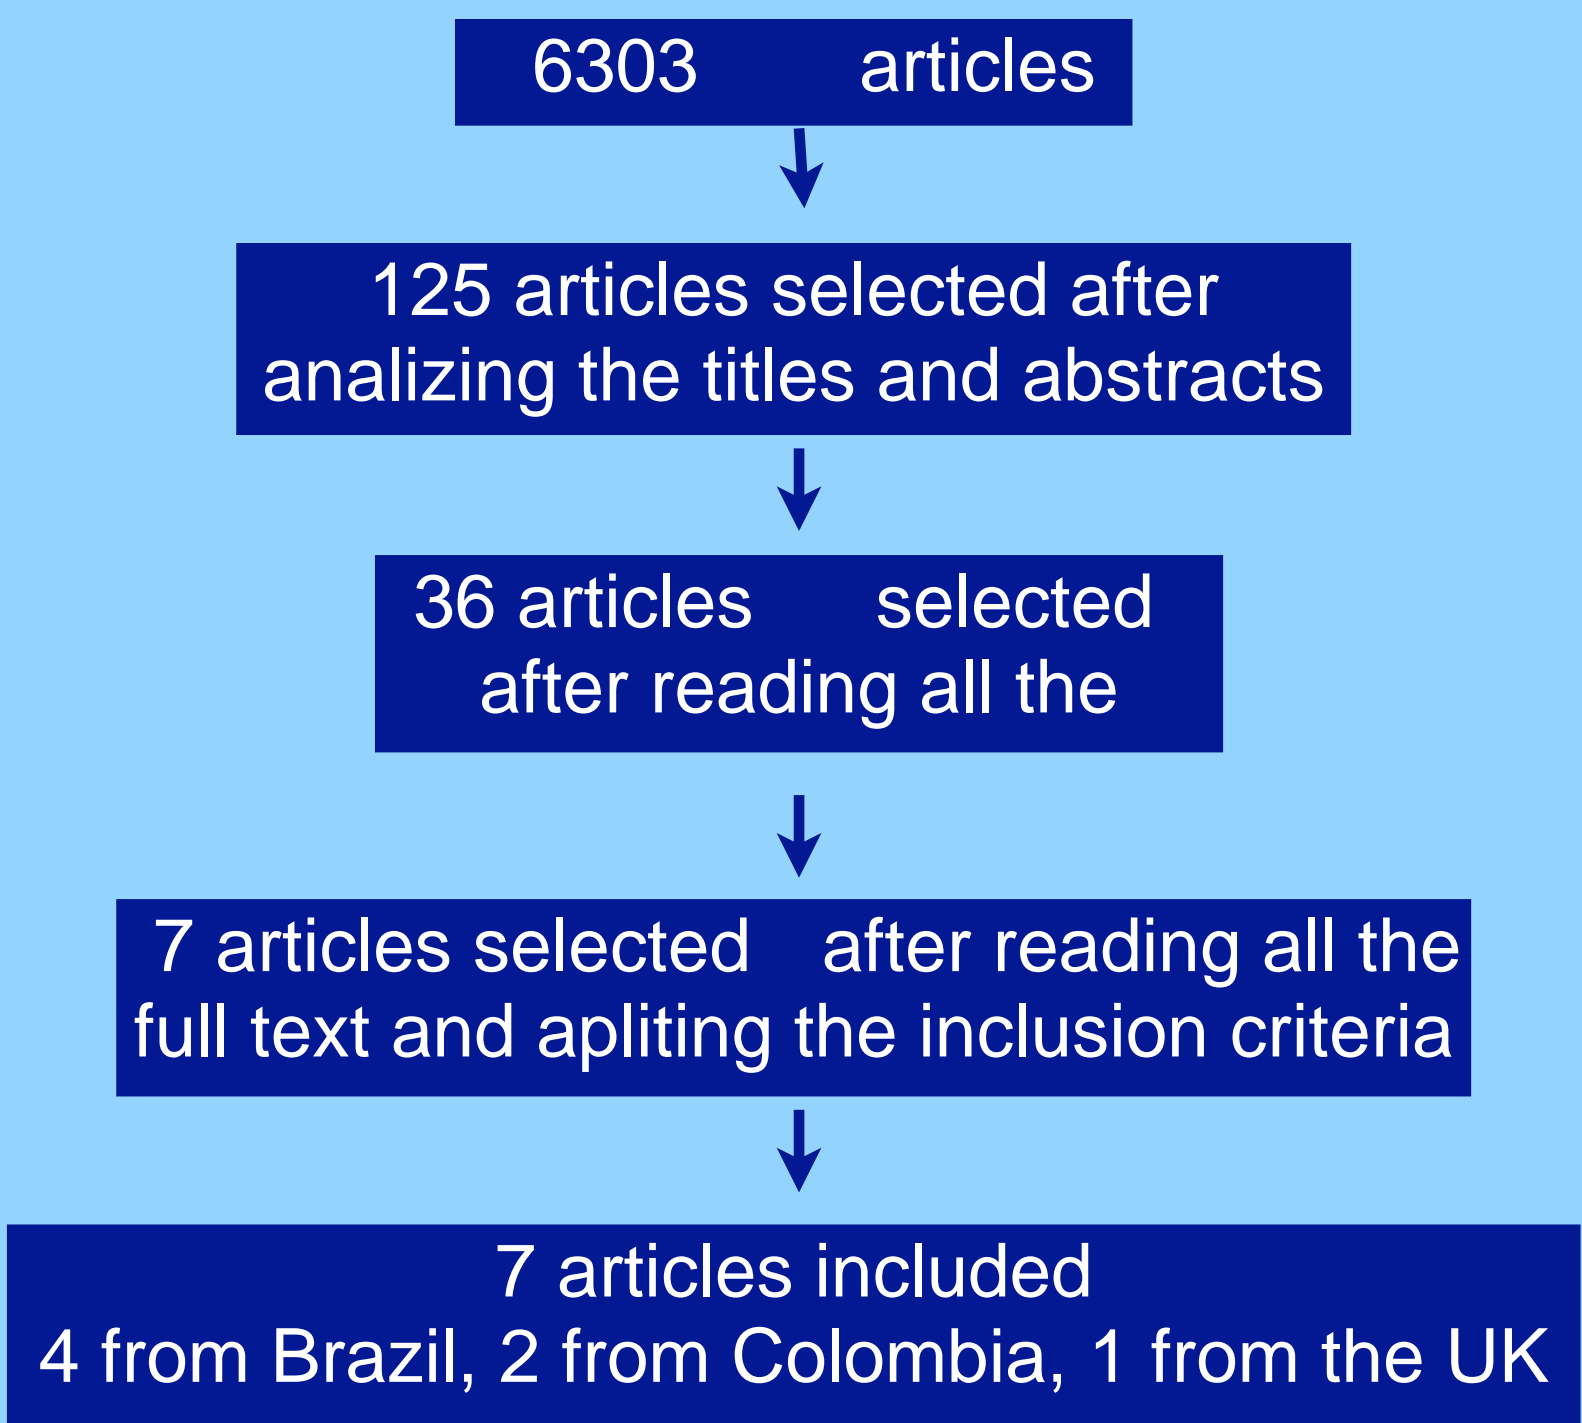 6303 articles
125 articles selected after
analizing the titles and abstracts
36 articles selected
after reading all the
7 articles selected after reading all the
full text and apliting the inclusion criteria
7 articles included
4 from Brazil, 2 from Colombia, 1 from the UK